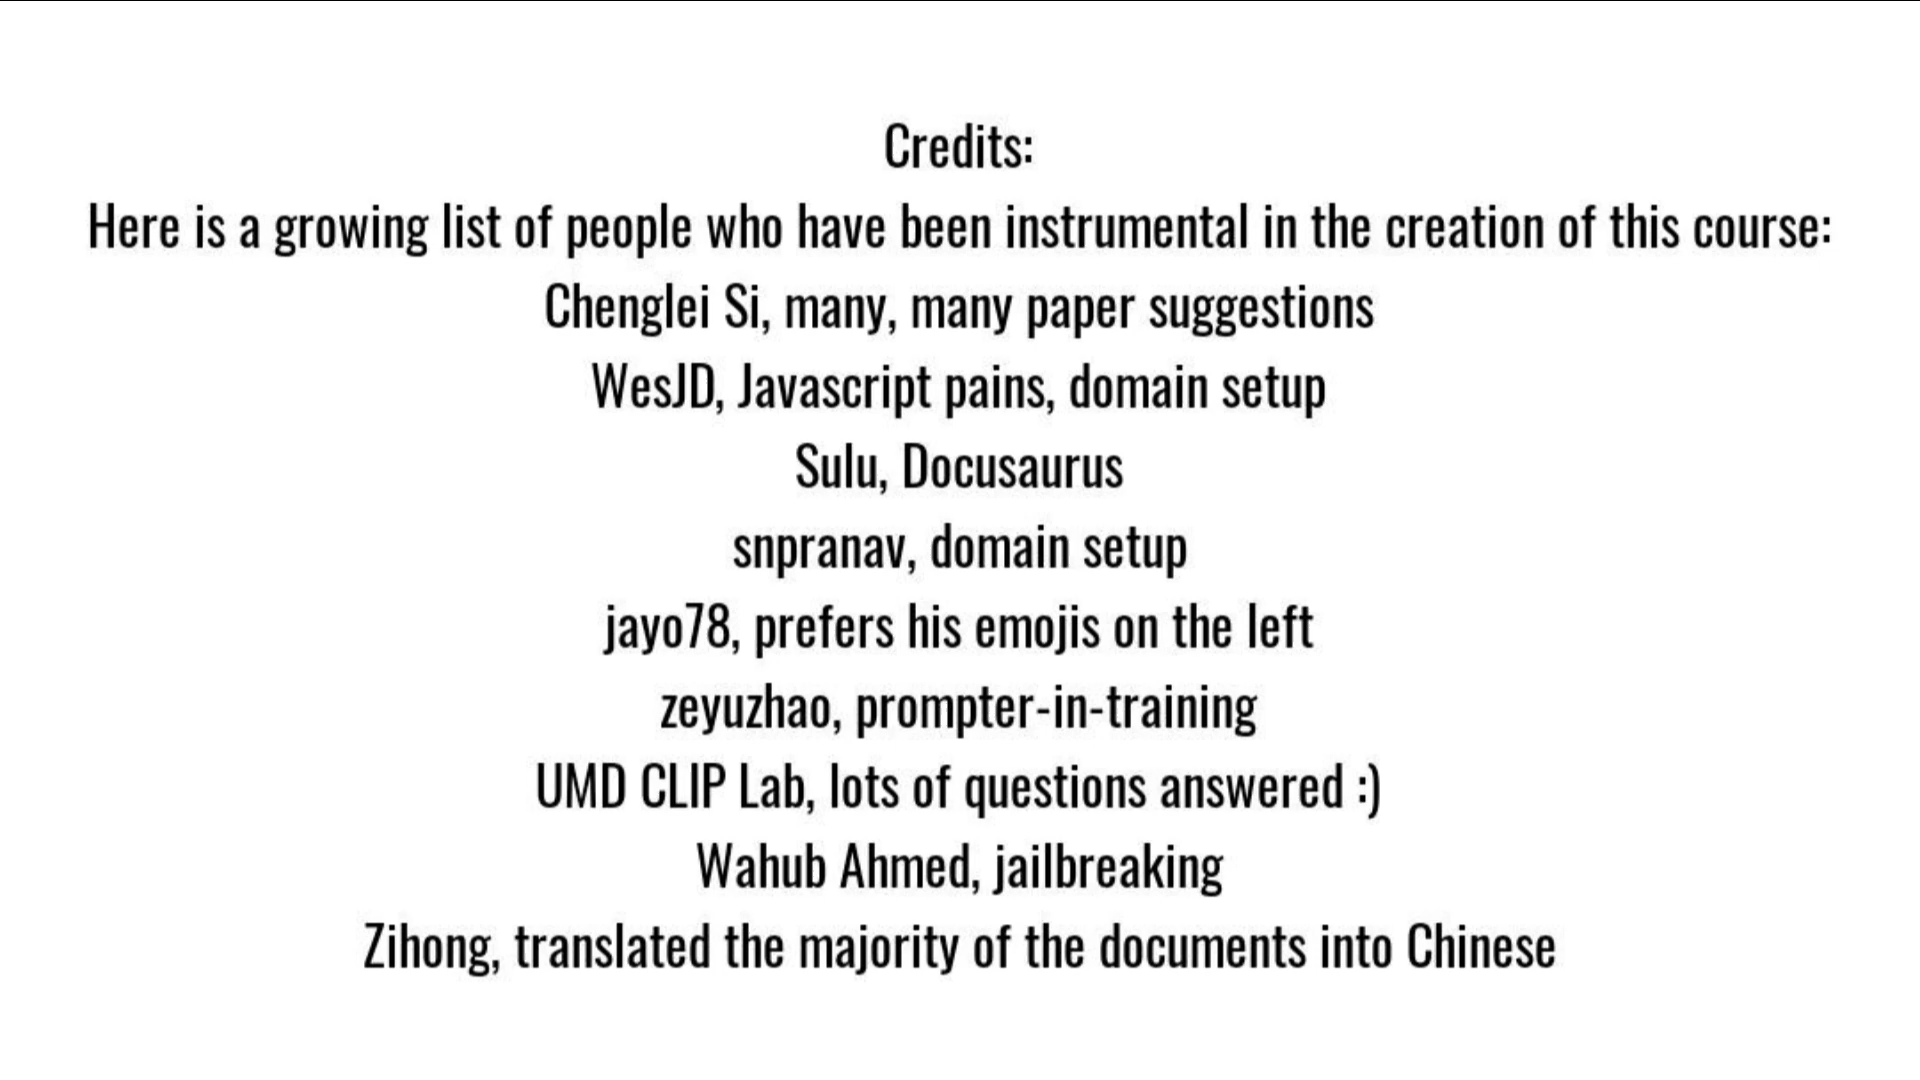 Credits:
Here is a growing list of people who have been instrumental in the creation of this course:
Chenglei Si, many, many paper suggestions
WesJD, Javascript pains, domain setup
Sulu, Docusaurus
snpranav, domain setup
jayo78, prefers his emojis on the left
zeyuzhao, prompter-in-training
UMD CLIP Lab, lots of questions answered :)
Wahub Ahmed, jailbreaking
Zihong, translated the majority of the documents into Chinese